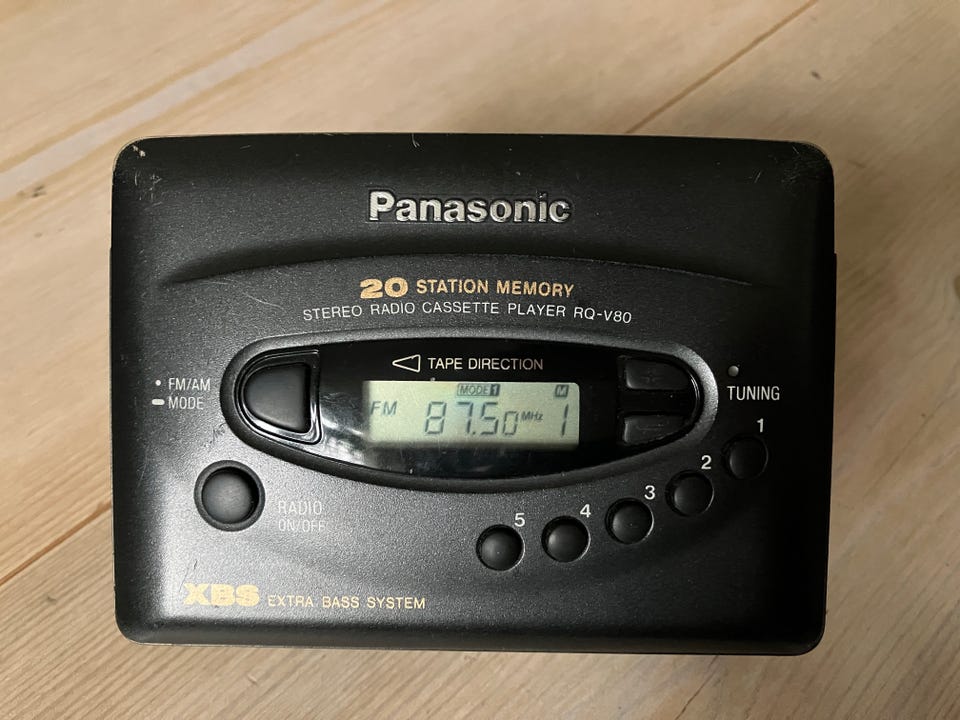 Panasonic
20 STATION MEMORY
STEREO RADIO CASSETTE PLAYER RQ-V80
TAPE DIRECTION
FM/AM
MODE
MODE 1 M
FM 87.50 MHz 1
TUNING
1
2
3
4
5
RADIO
ON/OFF
XBS EXTRA BASS SYSTEM